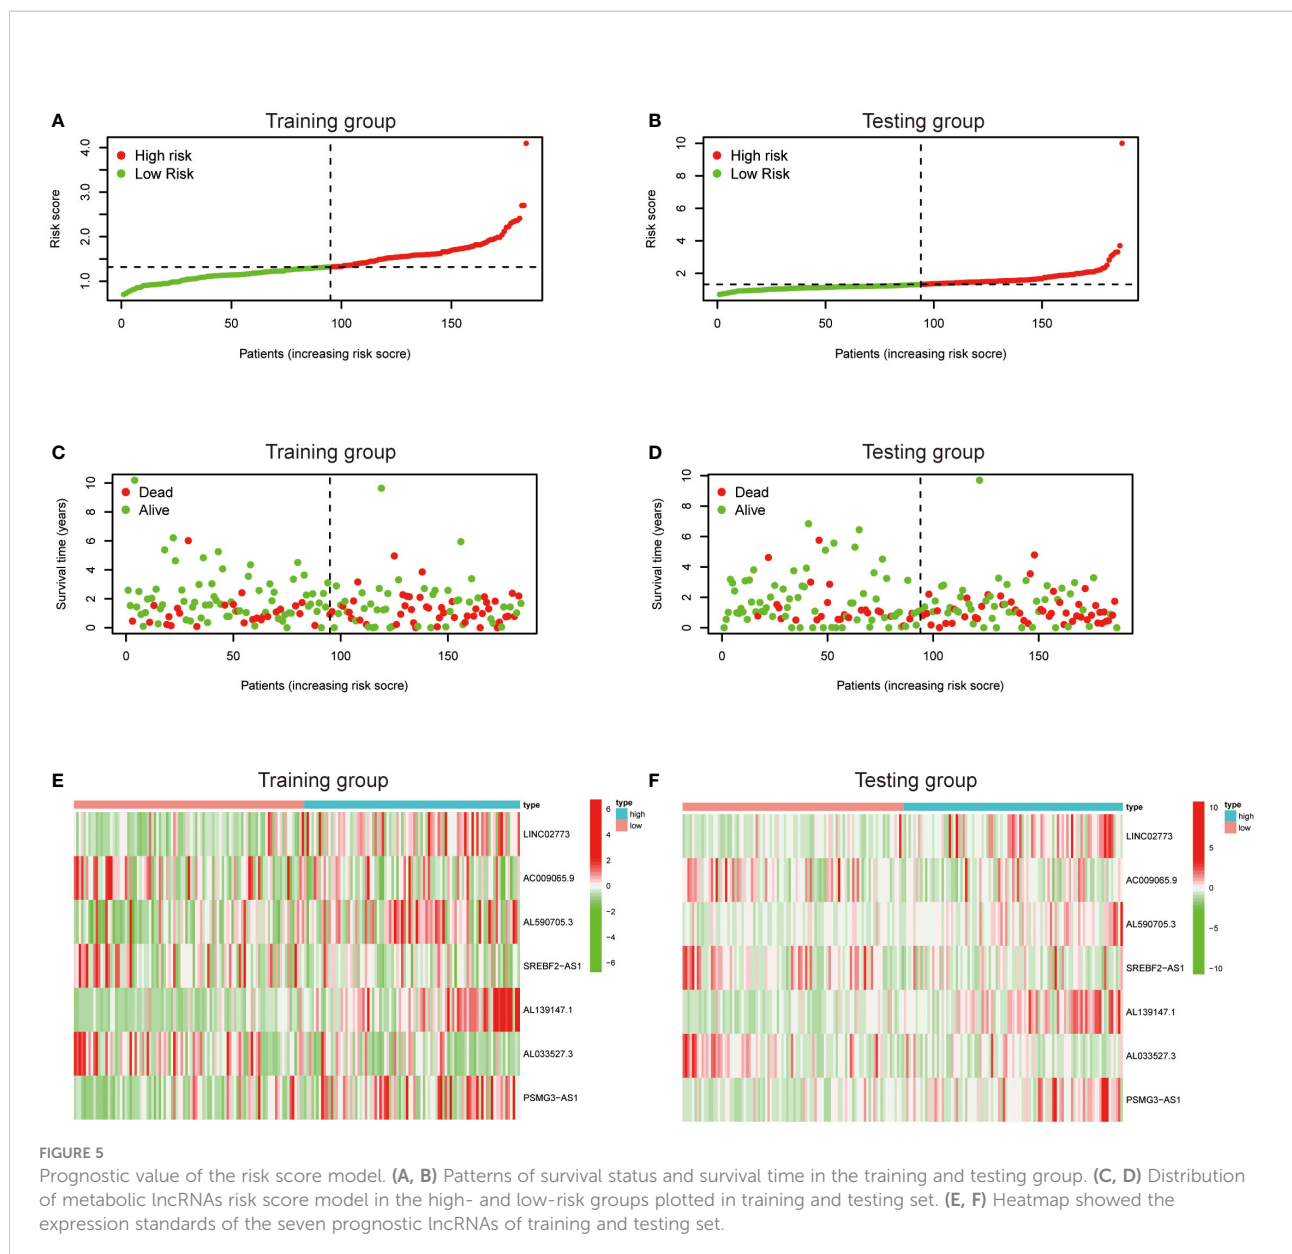 A
Training group
High risk
Low Risk
Risk score
4.0
3.0
2.0
1.0
0 50 100 150
Patients (increasing risk socre)
B
Testing group
High risk
Low Risk
Risk score
10
8
6
4
2
0 50 100 150
Patients (increasing risk socre)
C
Training group
Dead
Alive
Survival time (years)
10
8
6
4
2
0
0 50 100 150
Patients (increasing risk socre)
D
Testing group
Dead
Alive
Survival time (years)
10
8
6
4
2
0
0 50 100 150
Patients (increasing risk socre)
E
Training group
type
LINC02773
AC009065.9
AL590705.3
SREBF2-AS1
AL139147.1
AL033527.3
PSMG3-AS1
6
4
2
0
-2
-4
-6
type
high
low
F
Testing group
type
LINC02773
AC009065.9
AL590705.3
SREBF2-AS1
AL139147.1
AL033527.3
PSMG3-AS1
10
5
0
-5
-10
type
high
low
FIGURE 5
Prognostic value of the risk score model. (A, B) Patterns of survival status and survival time in the training and testing group. (C, D) Distribution
of metabolic lncRNAs risk score model in the high- and low-risk groups plotted in training and testing set. (E, F) Heatmap showed the
expression standards of the seven prognostic lncRNAs of training and testing set.